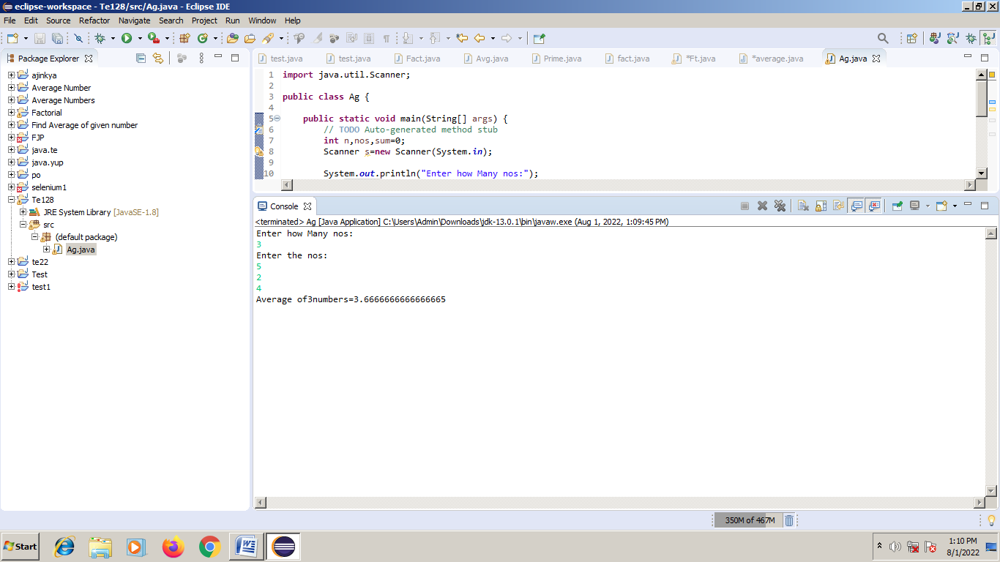 eclipse-workspace - Te128/src/Ag.java - Eclipse IDE
File Edit Source Refactor Navigate Search Project Run Window Help
Package Explorer
ajinkya
Average Number
Average Numbers
Factorial
Find Average of given number
FJP
java.te
java.yup
po
selenium1
Te128
JRE System Library [JavaSE-1.8]
src
(default package)
Ag.java
te22
Test
test1
test.java test.java Fact.java Avg.java Prime.java fact.java *Ft.java *average.java Ag.java
1 import java.util.Scanner;
2
3 public class Ag {
4
5 public static void main(String[] args) {
6 // TODO Auto-generated method stub
7 int n,nos,sum=0;
8 Scanner s=new Scanner(System.in);
9
10 System.out.println("Enter how Many nos:");
Console
<terminated> Ag [Java Application] C:\Users\Admin\Downloads\jdk-13.0.1\bin\javaw.exe (Aug 1, 2022, 1:09:45 PM)
Enter how Many nos:
3
Enter the nos:
5
2
4
Average of3numbers=3.6666666666666665
350M of 467M
Start
1:10 PM
8/1/2022